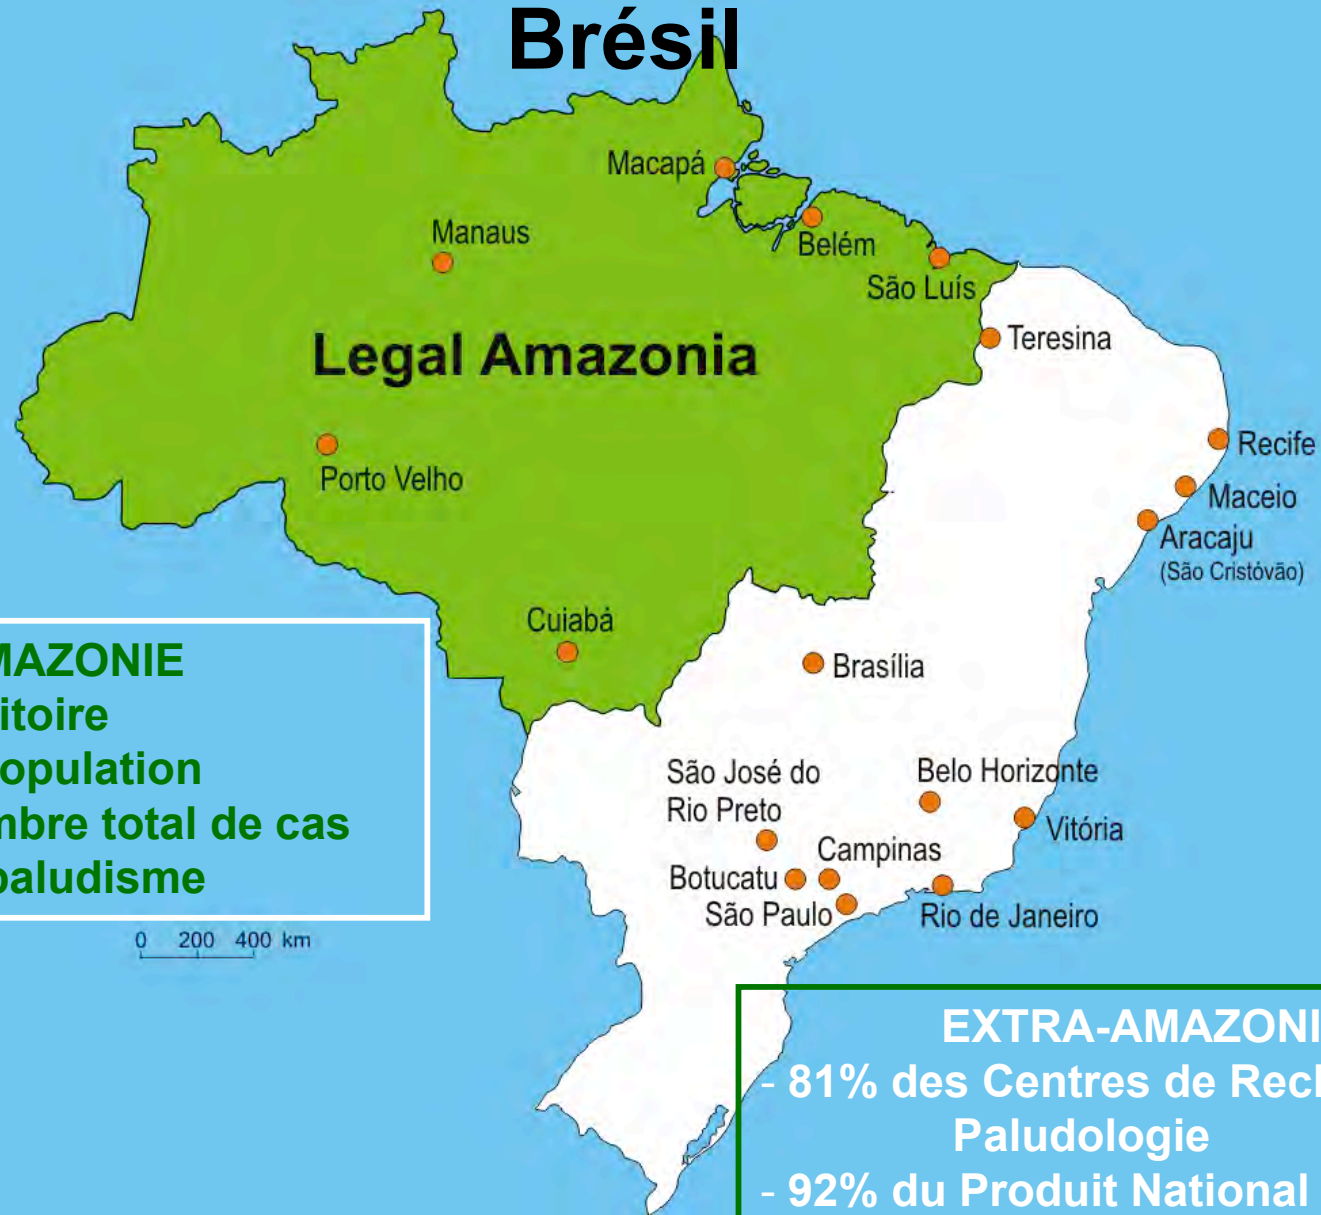 Brésil
Macapá
Manaus
Belém
São Luís
Legal Amazonia
Teresina
Recife
Porto Velho
Maceio
Aracaju
(São Cristóvão)
Cuiabá
Brasília
MAZONIE
itoire
opulation
mbre total de cas
paludisme
São José do
Rio Preto
Belo Horizonte
Vitória
Campinas
Botucatu
São Paulo
Rio de Janeiro
0 200 400 km
EXTRA-AMAZONI
- 81% des Centres de Rec
Paludologie
- 92% du Produit National